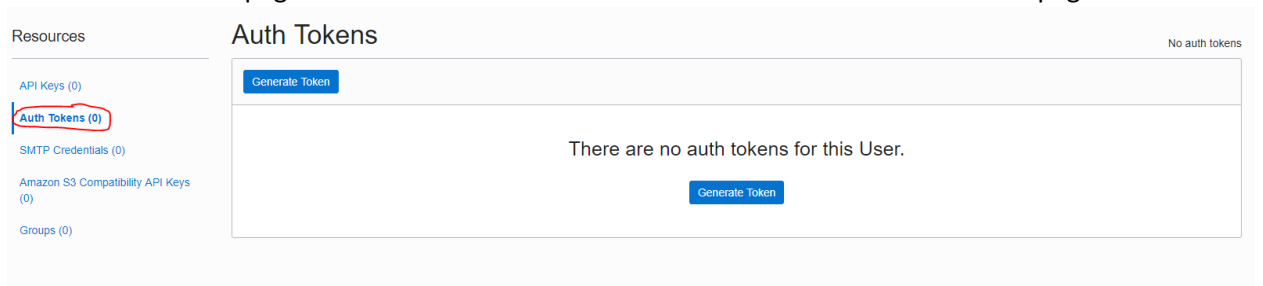 Resources
API Keys (0)
Auth Tokens (0)
SMTP Credentials (0)
Amazon S3 Compatibility API Keys
(0)
Groups (0)
Auth Tokens
No auth tokens
Generate Token
There are no auth tokens for this User.
Generate Token